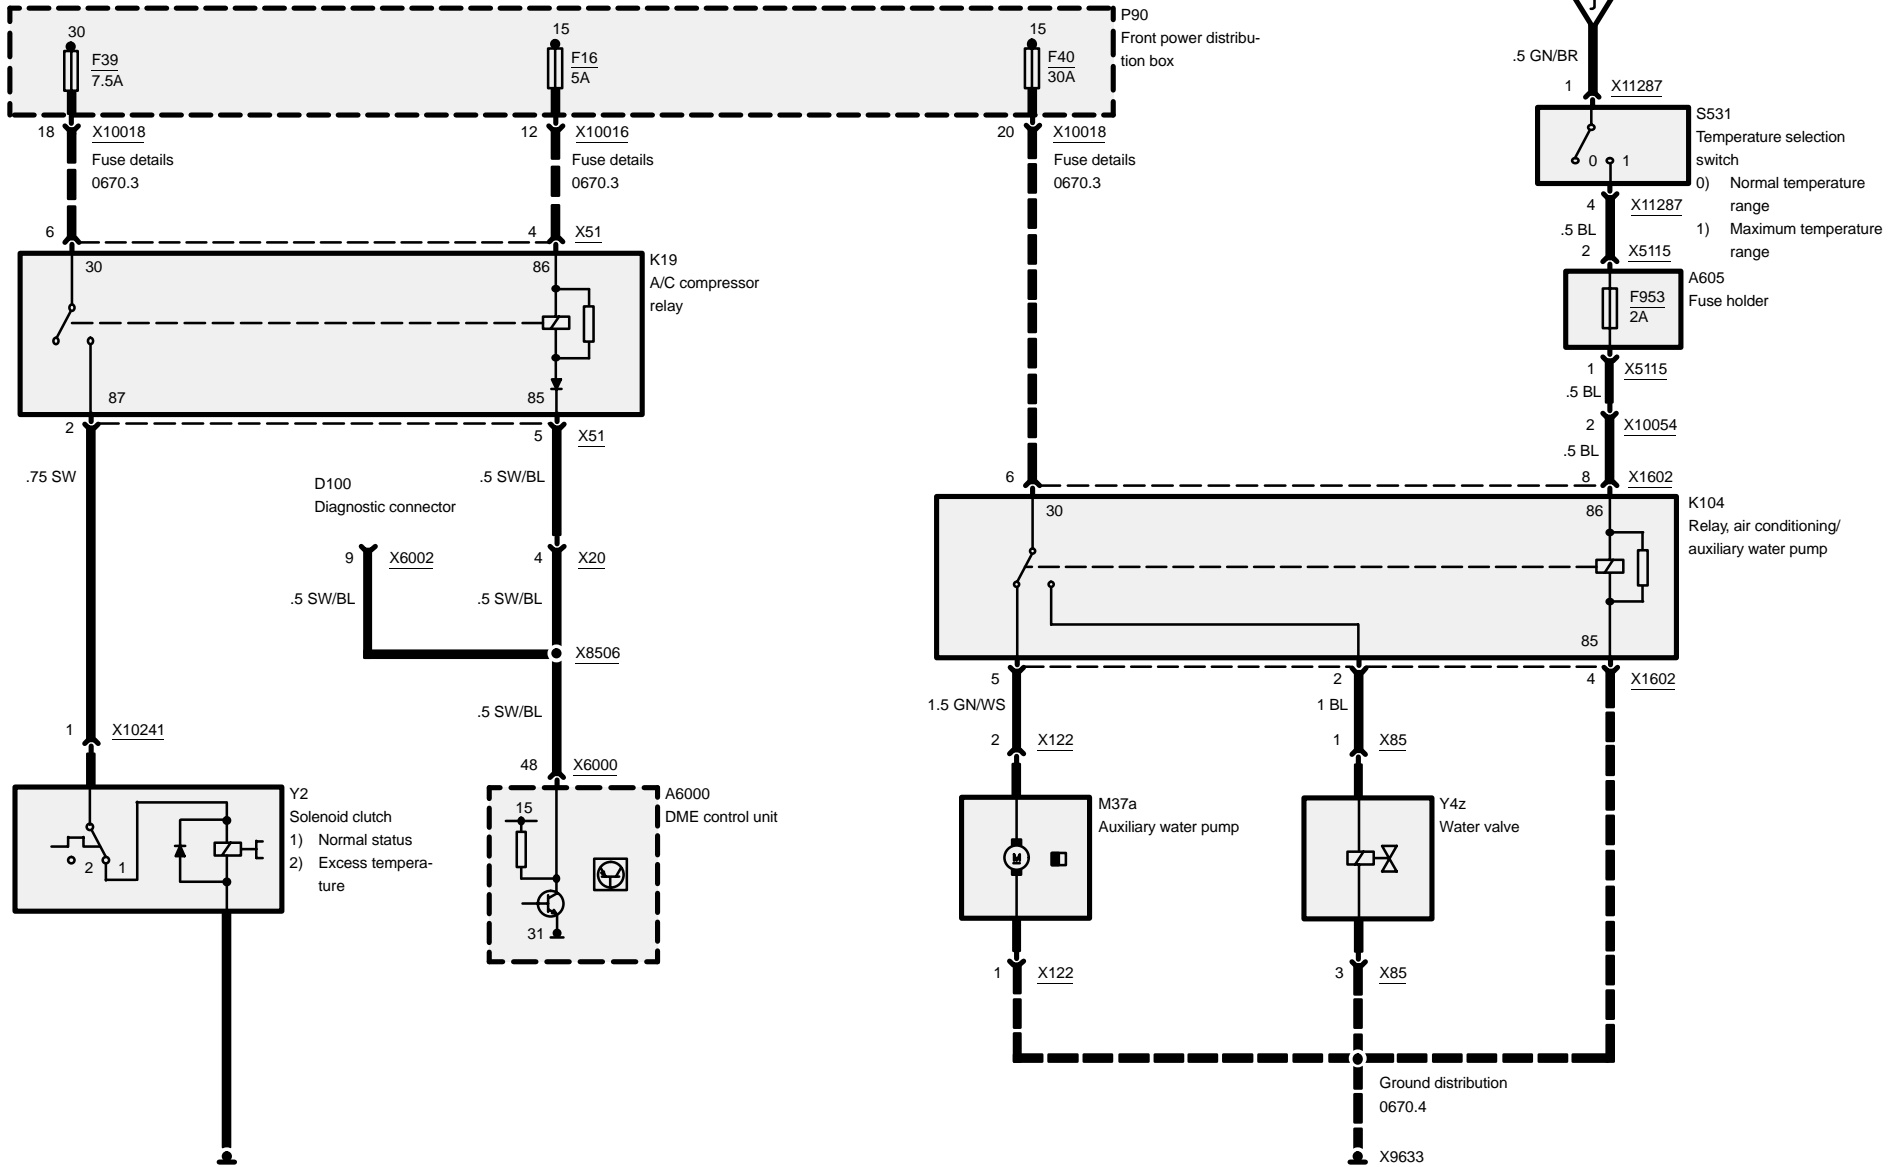 J
P90
Front power distribu-
tion box
30
F39
7.5A
15
F16
5A
15
F40
30A
.5 GN/BR
1 X11287
S531
Temperature selection
switch
0) Normal temperature
range
1) Maximum temperature
range
0 1
18 X10018
Fuse details
0670.3
12 X10016
Fuse details
0670.3
20 X10018
Fuse details
0670.3
4 X11287
.5 BL
2 X5115
A605
Fuse holder
F953
2A
1 X5115
.5 BL
2 X10054
.5 BL
6 4 X51
K19
A/C compressor
relay
30 86
87 85
2 5 X51
.75 SW .5 SW/BL
D100
Diagnostic connector
9 X6002
4 X20
.5 SW/BL .5 SW/BL
X8506
.5 SW/BL
1 X10241
48 X6000
Y2
Solenoid clutch
1) Normal status
2) Excess tempera-
ture
2 1
A6000
DME control unit
15
31
6 8 X1602
K104
Relay, air conditioning/
auxiliary water pump
30 86
85
5 2 4 X1602
1.5 GN/WS 1 BL
2 X122
1 X85
M37a
Auxiliary water pump
M
Y4z
Water valve
1 X122
3 X85
Ground distribution
0670.4
X9633